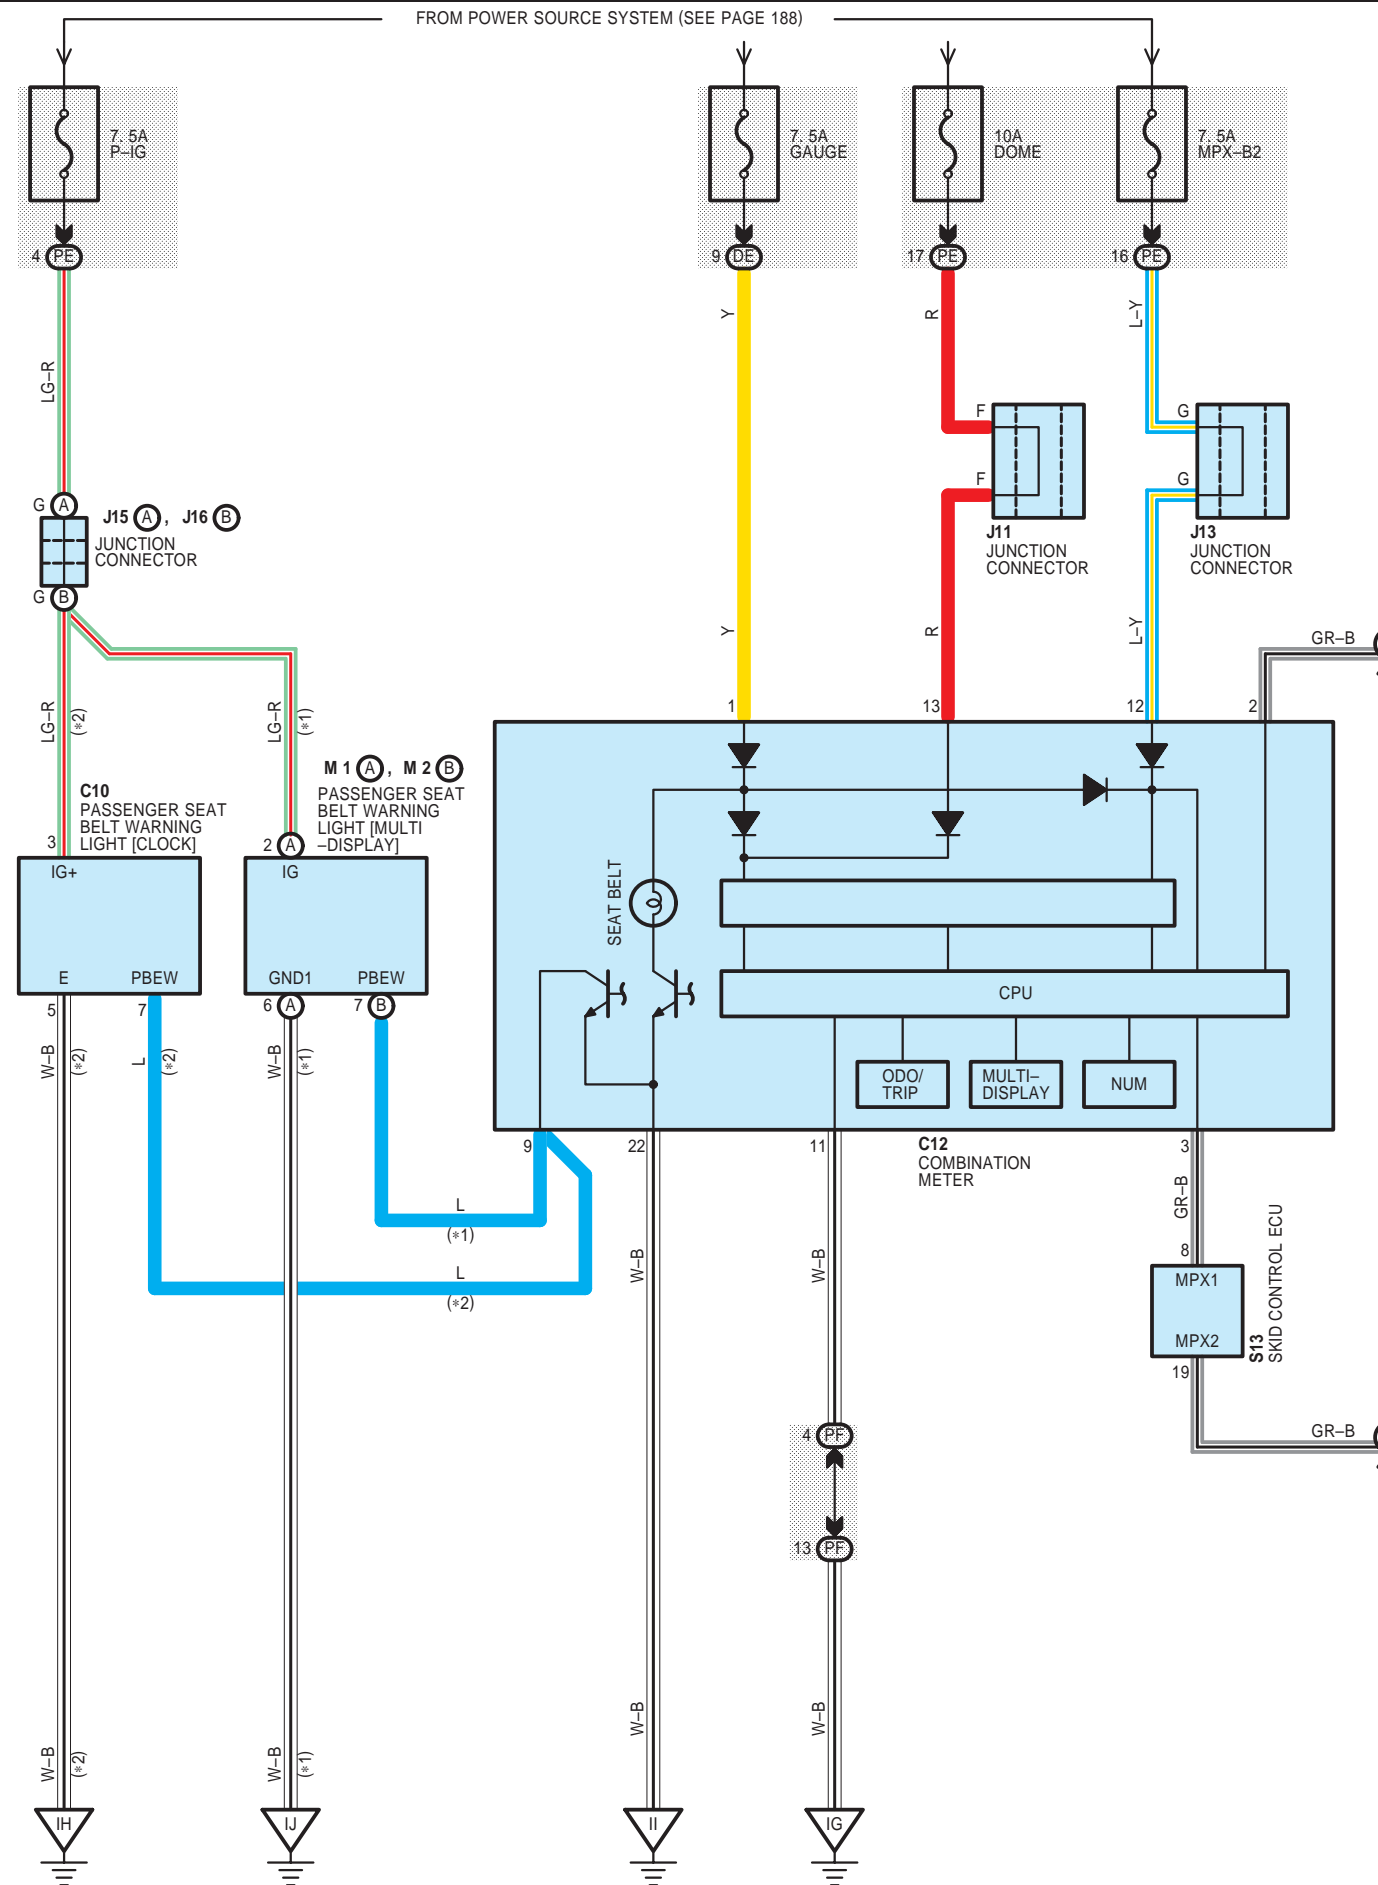 FROM POWER SOURCE SYSTEM (SEE PAGE 188)
7. 5A
P–IG
7. 5A
GAUGE
10A
DOME
7. 5A
MPX–B2
4 PE
9 DE
17 PE
16 PE
LG–R
Y
R
L–Y
F
F
G
G
J11
JUNCTION
CONNECTOR
J13
JUNCTION
CONNECTOR
G A
J15 A , J16 B
JUNCTION
CONNECTOR
G B
Y
R
L–Y
GR–B
LG–R
(*2)
LG–R
(*1)
1
13
12
2
C10
PASSENGER SEAT
BELT WARNING
LIGHT [CLOCK]
M 1 A , M 2 B
PASSENGER SEAT
BELT WARNING
LIGHT [MULTI
–DISPLAY]
3
2 A
IG+
IG
E
PBEW
GND1
PBEW
5
7
6 A
7 B
SEAT BELT
CPU
ODO/
TRIP
MULTI–
DISPLAY
NUM
W–B
(*2)
L
(*2)
W–B
(*1)
9
22
11
3
C12
COMBINATION
METER
L
(*1)
L
(*2)
W–B
W–B
GR–B
8
MPX1
MPX2
19
S13
SKID CONTROL ECU
GR–B
4 PF
13 PF
W–B
(*2)
W–B
(*1)
W–B
W–B
IH
IJ
II
IG